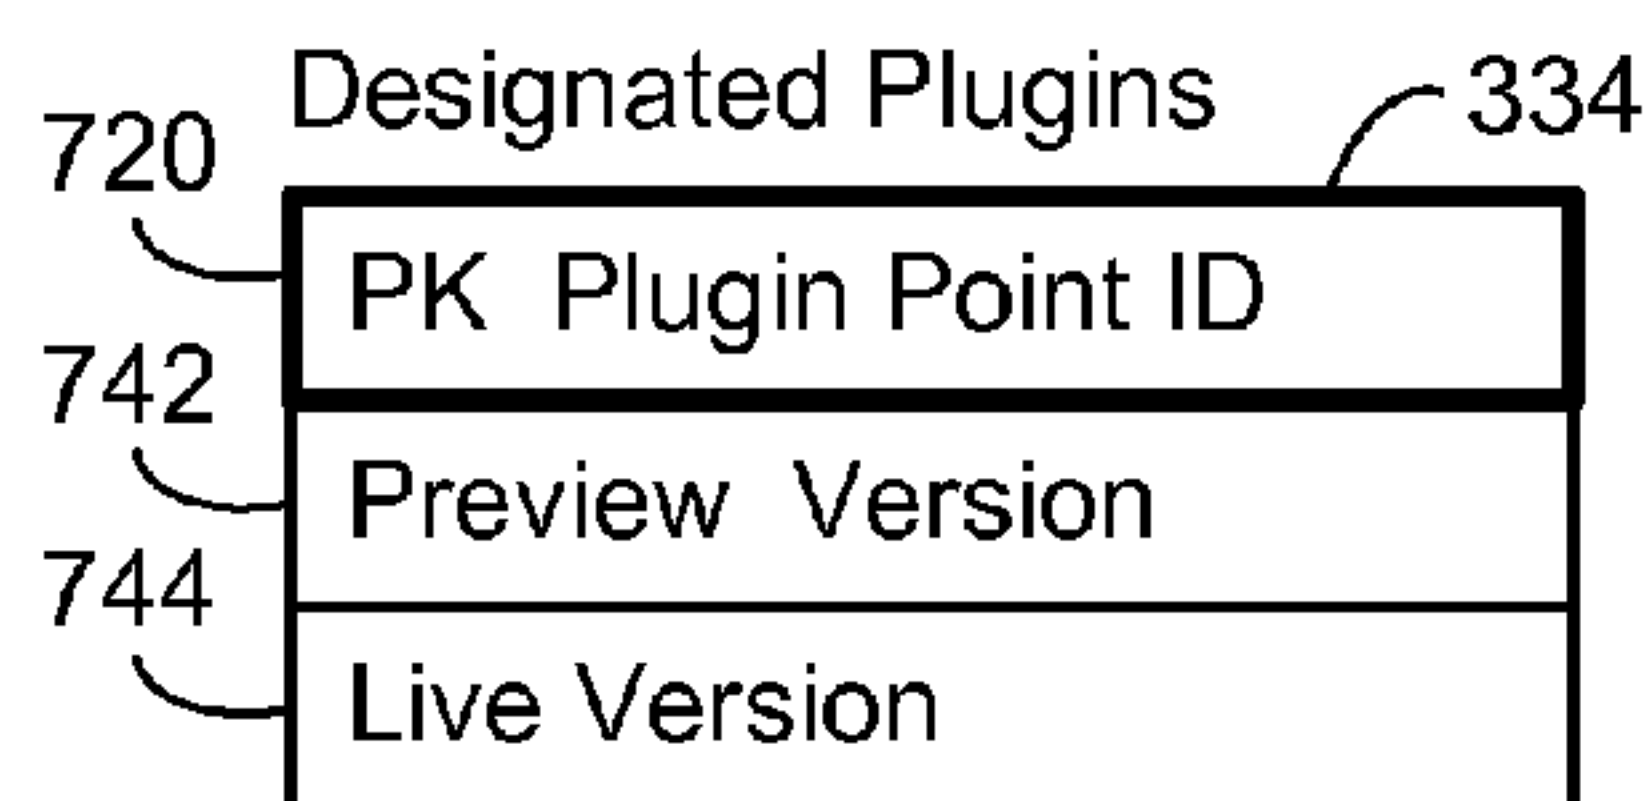 Designated Plugins
334
720
PK Plugin Point ID
742
Preview Version
744
Live Version